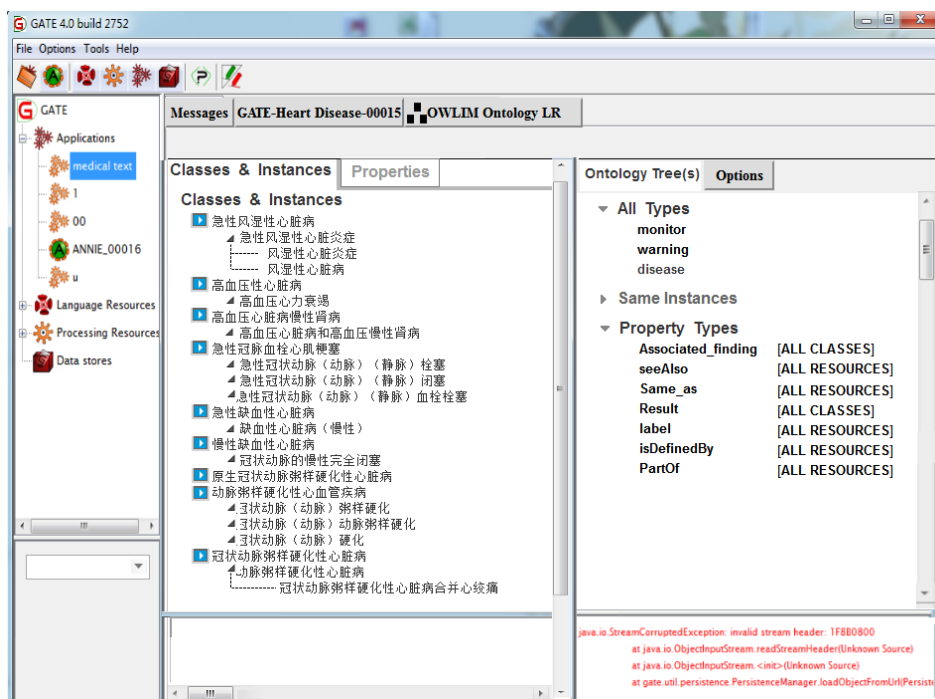 GATE 4.0 build 2752
File Options Tools Help
GATE
Applications
medical text
1
00
ANNIE_00016
u
Language Resources
Processing Resources
Data stores
Messages GATE-Heart Disease-00015 OWLIM Ontology LR
Classes & Instances Properties
Classes & Instances
急性风湿性心脏病
急性风湿性心脏炎症
风湿性心脏炎症
风湿性心脏病
高血压性心脏病
高血压心力衰竭
高血压心脏病慢性肾病
高血压心脏病和高血压慢性肾病
急性冠脉血栓心肌梗塞
急性冠状动脉（动脉）（静脉）栓塞
急性冠状动脉（动脉）（静脉）闭塞
急性冠状动脉（动脉）（静脉）血栓栓塞
急性缺血性心脏病
缺血性心脏病（慢性）
慢性缺血性心脏病
冠状动脉的慢性完全闭塞
原生冠状动脉粥样硬化性心脏病
动脉粥样硬化性心血管疾病
冠状动脉（动脉）粥样硬化
冠状动脉（动脉）动脉粥样硬化
冠状动脉（动脉）硬化
冠状动脉粥样硬化性心脏病
动脉粥样硬化性心脏病
冠状动脉粥样硬化性心脏病合并心绞痛
Ontology Tree(s) Options
All Types
monitor
warning
disease
Same Instances
Property Types
Associated_finding [ALL CLASSES]
seeAlso [ALL RESOURCES]
Same_as [ALL RESOURCES]
Result [ALL CLASSES]
label [ALL RESOURCES]
isDefinedBy [ALL RESOURCES]
PartOf [ALL RESOURCES]
java.io.StreamCorruptedException: invalid stream header: 1F8B0800
at java.io.ObjectInputStream.readStreamHeader(Unknown Source)
at java.io.ObjectInputStream.<init>(Unknown Source)
at gate.util.persistence.PersistenceManager.loadObjectFromUrl(Persist